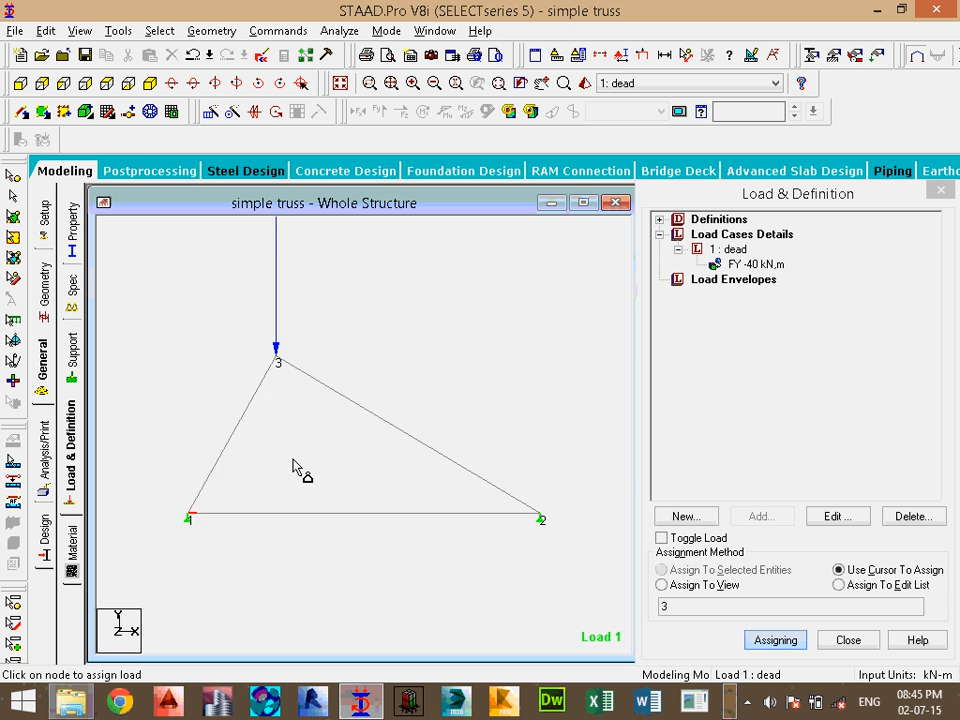 STAAD.Pro V8i (SELECTseries 5) - simple truss
File Edit View Tools Select Geometry Commands Analyze Mode Window Help
1: dead
Modeling Postprocessing Steel Design Concrete Design Foundation Design RAM Connection Bridge Deck Advanced Slab Design Piping Earth
Setup
Geometry
General
Analysis/Print
Design
Property
Spec
Support
Load & Definition
Material
simple truss - Whole Structure
3
1
2
Y
Z X
Load 1
Load & Definition
Definitions
Load Cases Details
1 : dead
FY -40 kN,m
Load Envelopes
New... Add... Edit ... Delete...
Toggle Load
Assignment Method
Assign To Selected Entities Use Cursor To Assign
Assign To View Assign To Edit List
3
Assigning Close Help
Click on node to assign load Modeling Mo Load 1 : dead Input Units: kN-m
Dw
ENG
08:45 PM
02-07-15